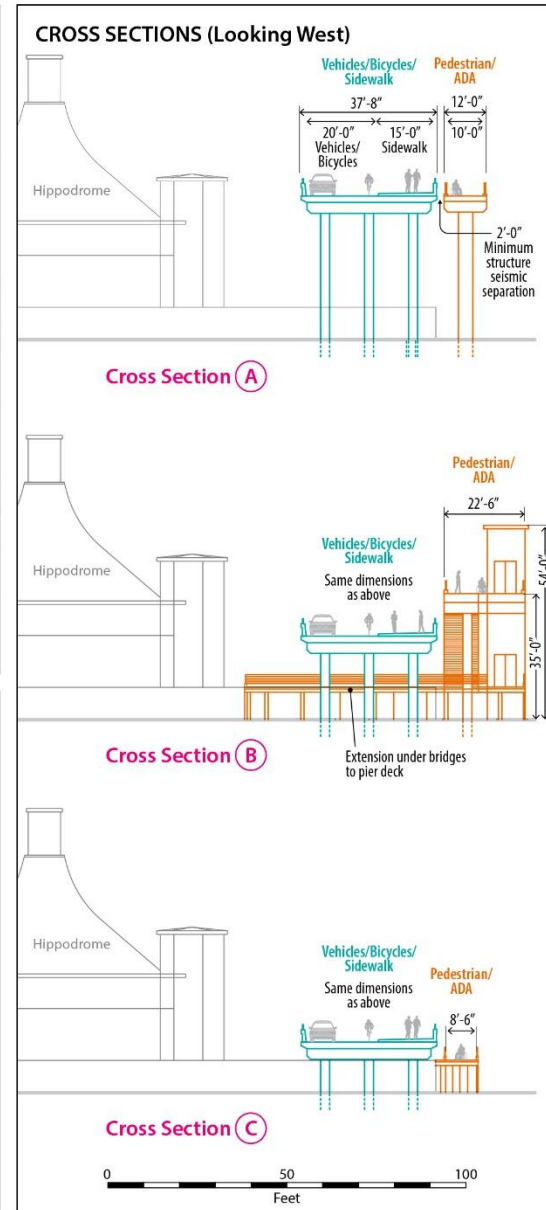 CROSS SECTIONS (Looking West)
Vehicles/Bicycles/
Sidewalk
Pedestrian/
ADA
37'-8"
12'-0"
20'-0"
Vehicles/
Bicycles
15'-0"
Sidewalk
10'-0"
Hippodrome
2'-0"
Minimum
structure
seismic
separation
Cross Section A
Pedestrian/
ADA
22'-6"
Hippodrome
Vehicles/Bicycles/
Sidewalk
Same dimensions
as above
54'-0"
35'-0"
Cross Section B
Extension under bridges
to pier deck
Hippodrome
Vehicles/Bicycles/
Sidewalk
Same dimensions
as above
Pedestrian/
ADA
8'-6"
Cross Section C
0 50 100
Feet